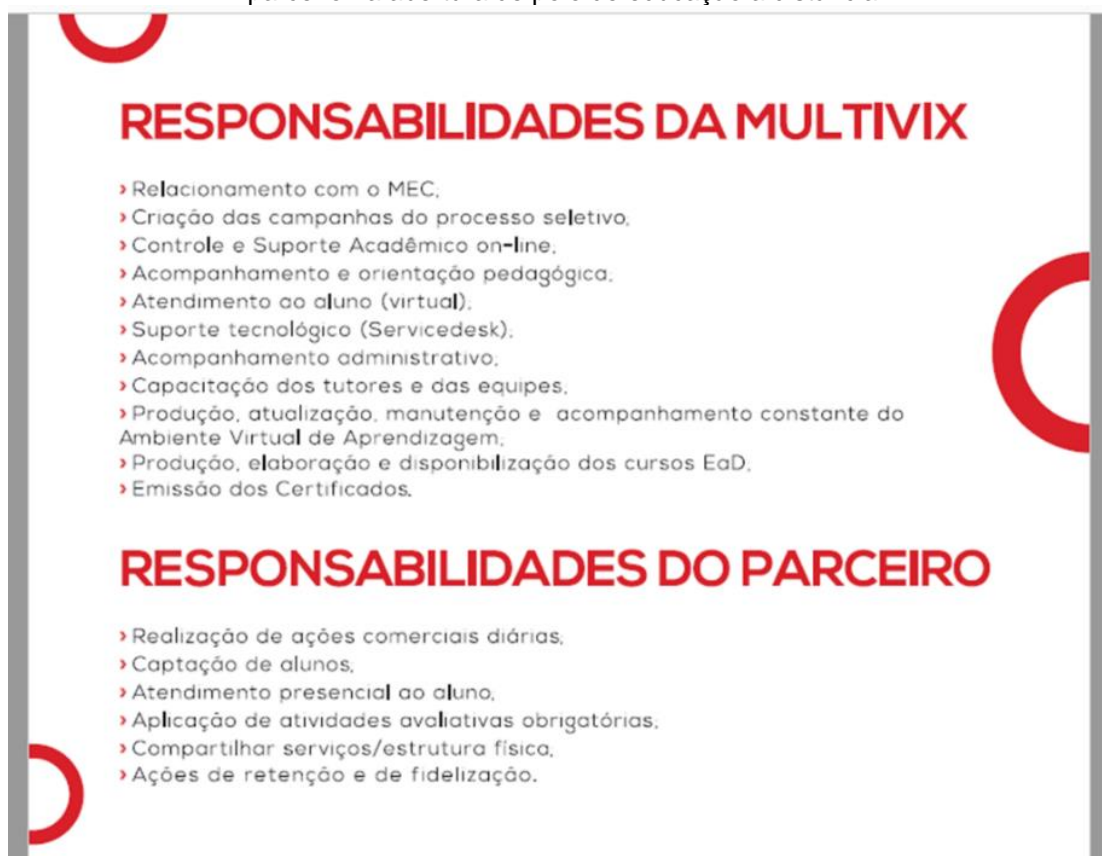 RESPONSABILIDADES DA MULTIVIX
› Relacionamento com o MEC;
› Criação das campanhas do processo seletivo;
› Controle e Suporte Acadêmico on-line;
› Acompanhamento e orientação pedagógica;
› Atendimento ao aluno (virtual);
› Suporte tecnológico (Servicedesk);
› Acompanhamento administrativo;
› Capacitação dos tutores e das equipes;
› Produção, atualização, manutenção e acompanhamento constante do
Ambiente Virtual de Aprendizagem;
› Produção, elaboração e disponibilização dos cursos EaD;
› Emissão dos Certificados.
RESPONSABILIDADES DO PARCEIRO
› Realização de ações comerciais diárias;
› Captação de alunos;
› Atendimento presencial ao aluno;
› Aplicação de atividades avaliativas obrigatórias;
› Compartilhar serviços/estrutura física;
› Ações de retenção e de fidelização.